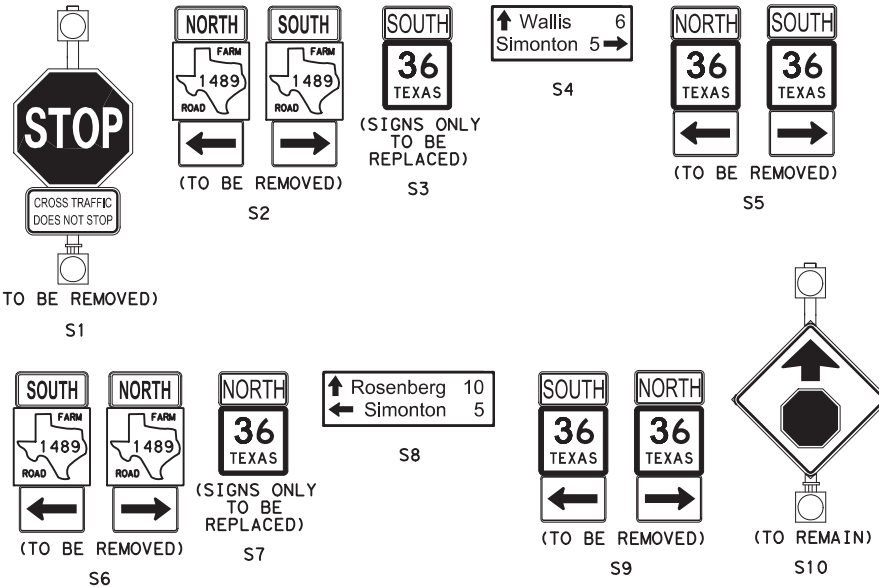 STOP
CROSS TRAFFIC
DOES NOT STOP
TO BE REMOVED)
S1
NORTH
FARM
1489
ROAD
SOUTH
FARM
1489
ROAD
(TO BE REMOVED)
S2
SOUTH
36
TEXAS
(SIGNS ONLY
TO BE
REPLACED)
S3
Wallis 6
Simonton 5
S4
NORTH
36
TEXAS
SOUTH
36
TEXAS
(TO BE REMOVED)
S5
SOUTH
FARM
1489
ROAD
NORTH
FARM
1489
ROAD
(TO BE REMOVED)
S6
NORTH
36
TEXAS
(SIGNS ONLY
TO BE
REPLACED)
S7
Rosenberg 10
Simonton 5
S8
SOUTH
36
TEXAS
NORTH
36
TEXAS
(TO BE REMOVED)
S9
(TO REMAIN)
S10